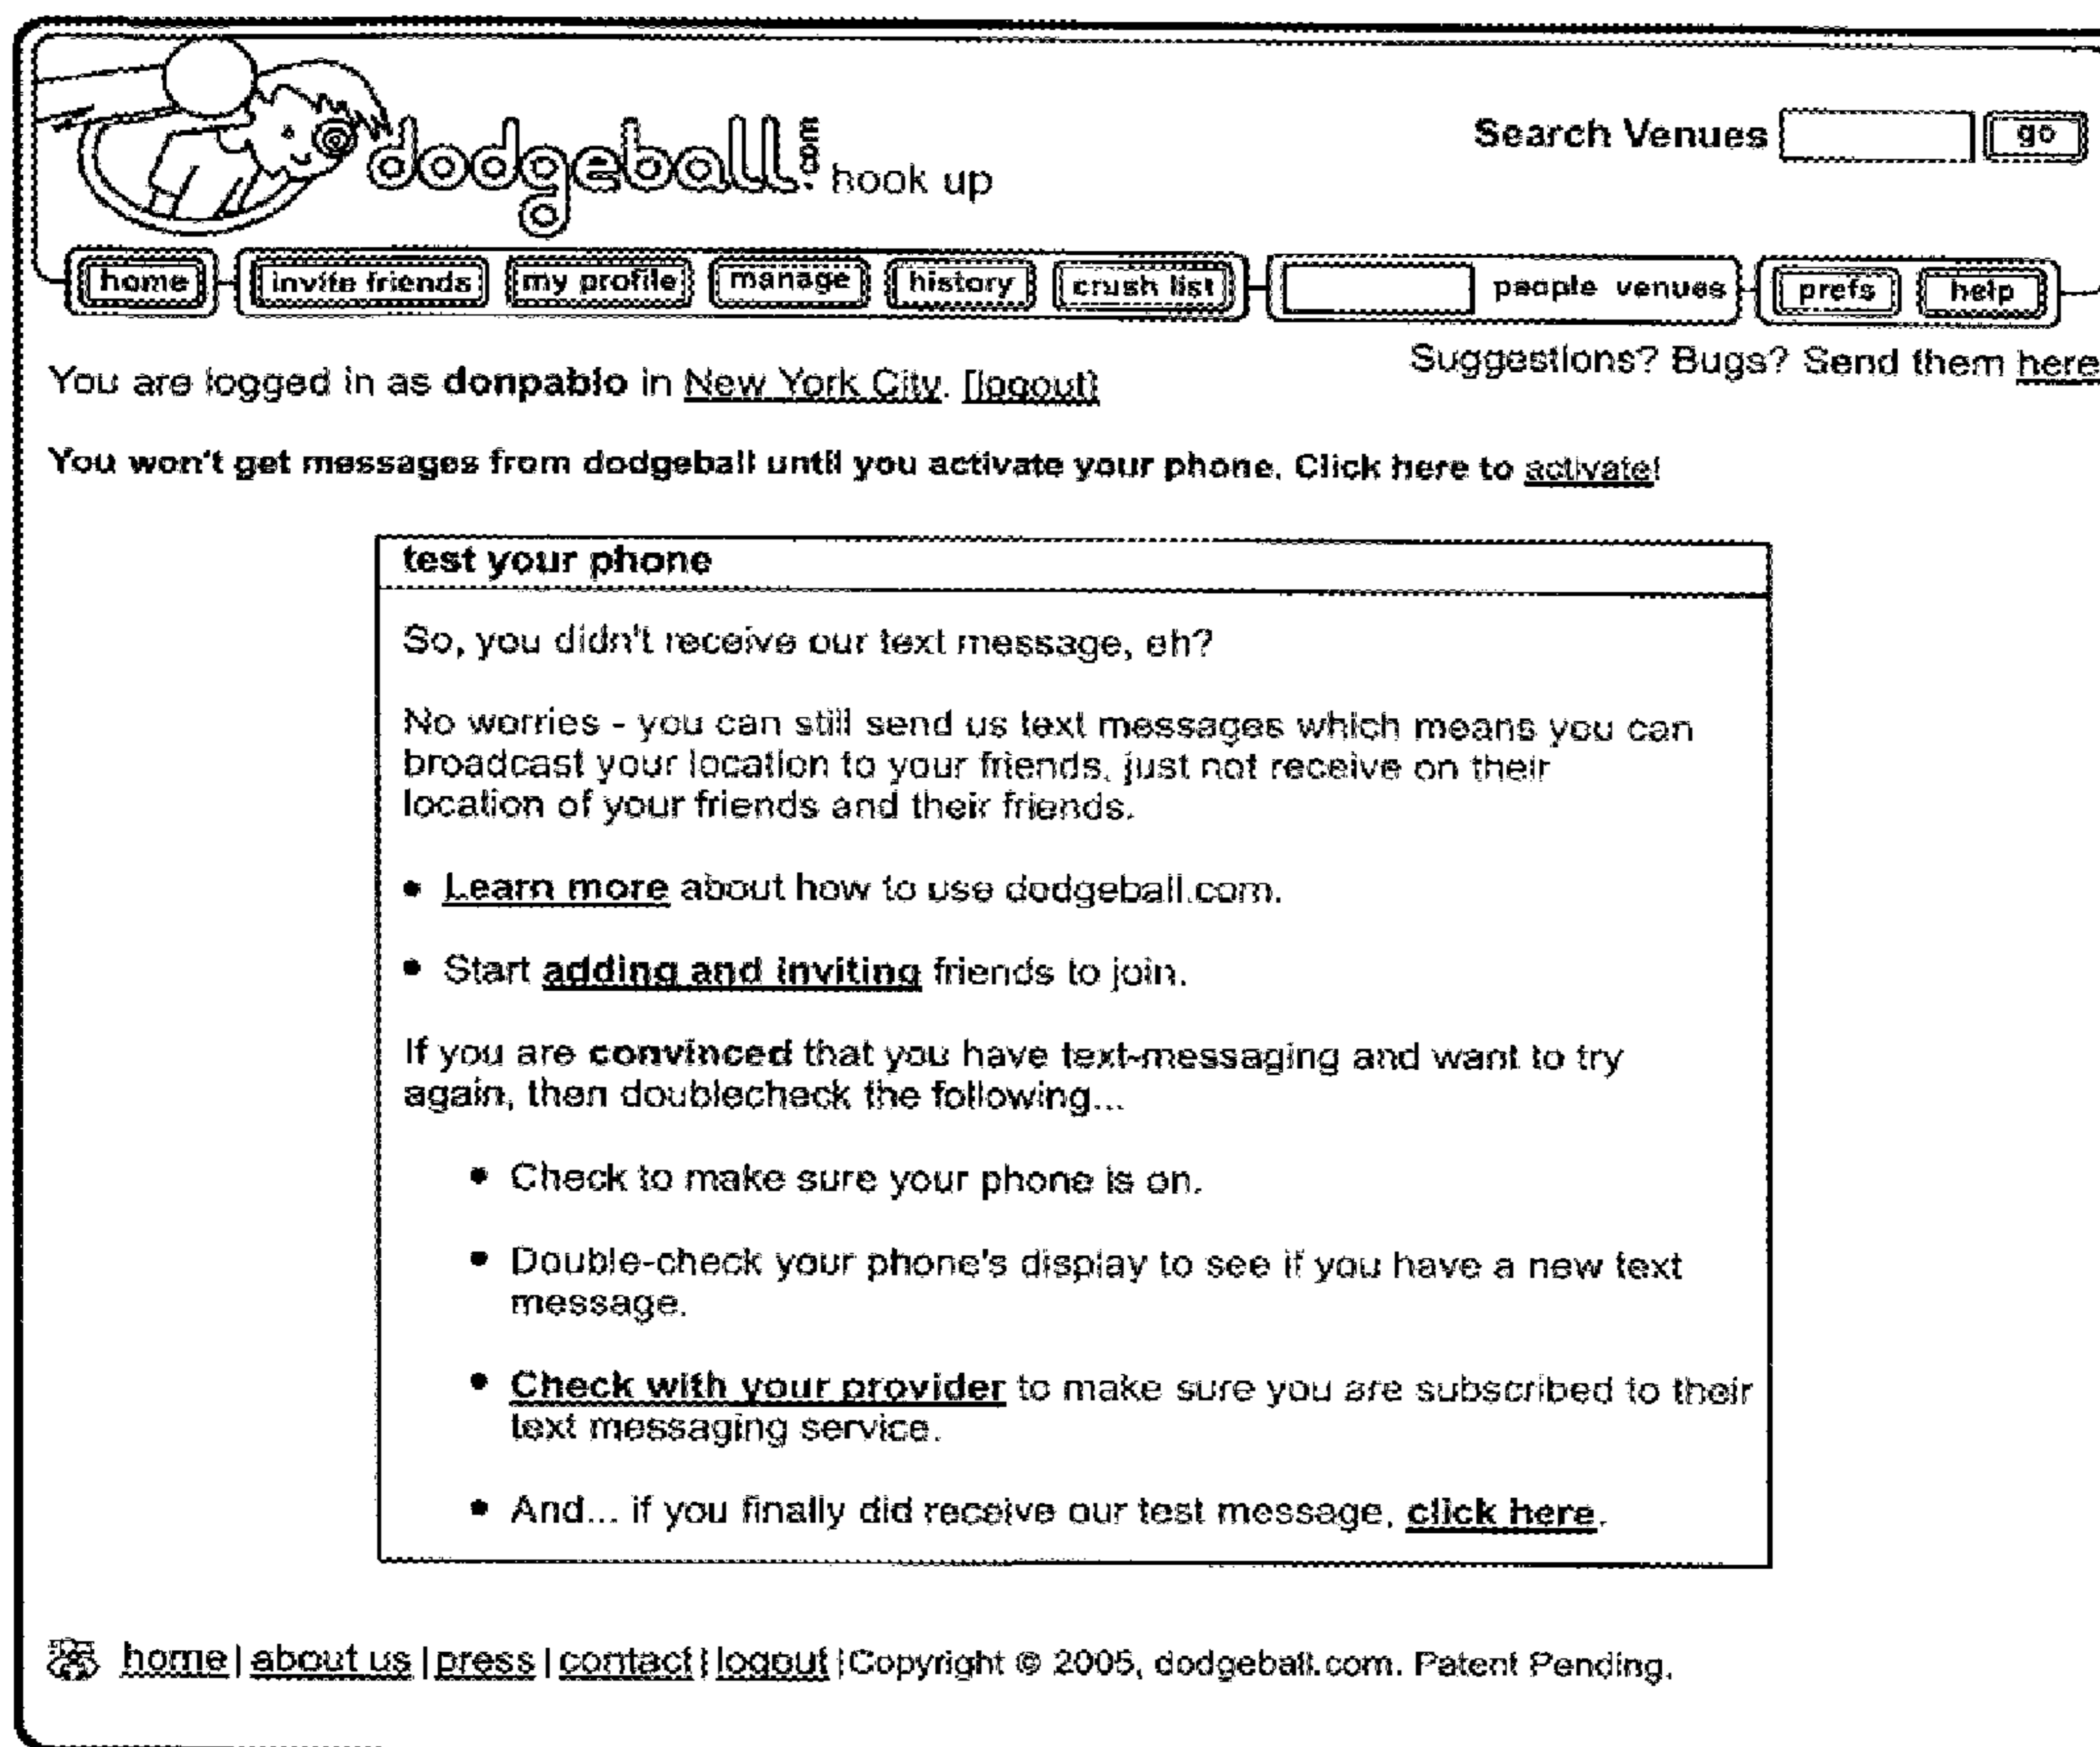 dodgeball.com hook up
Search Venues go
home invite friends my profile manage history crush list people venues prefs help
Suggestions? Bugs? Send them here
You are logged in as donpablo in New York City. [logout]
You won't get messages from dodgeball until you activate your phone. Click here to activate!
test your phone
So, you didn't receive our text message, eh?
No worries - you can still send us text messages which means you can
broadcast your location to your friends, just not receive on their
location of your friends and their friends.
• Learn more about how to use dodgeball.com.
• Start adding and inviting friends to join.
If you are convinced that you have text-messaging and want to try
again, then doublecheck the following...
• Check to make sure your phone is on.
• Double-check your phone's display to see if you have a new text
message.
• Check with your provider to make sure you are subscribed to their
text messaging service.
• And... if you finally did receive our test message, click here.
home | about us | press | contact | logout | Copyright © 2005, dodgeball.com. Patent Pending.